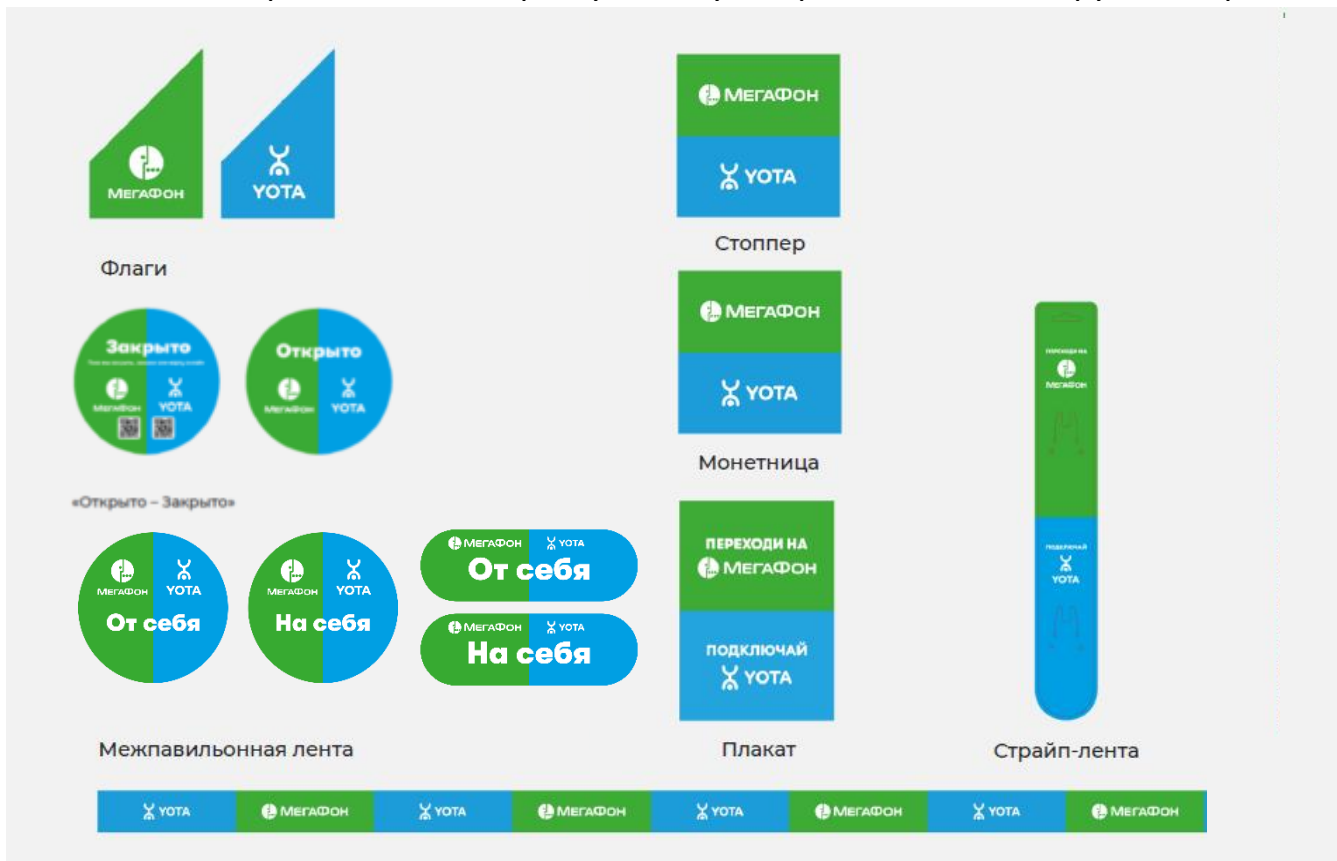 МЕГАФОН
YOTA
Флаги
МЕГАФОН
YOTA
Стоппер
Закрыто
МЕГАФОН YOTA
Открыто
МЕГАФОН YOTA
«Открыто – Закрыто»
МЕГАФОН
YOTA
Монетница
МЕГАФОН YOTA
От себя
МЕГАФОН YOTA
На себя
МЕГАФОН YOTA
От себя
МЕГАФОН YOTA
На себя
ПЕРЕХОДИ НА
МЕГАФОН
ПОДКЛЮЧАЙ
YOTA
Плакат
ПЕРЕХОДИ НА
МЕГАФОН
ПОДКЛЮЧАЙ
YOTA
Страйп-лента
Межпавильонная лента
YOTA МЕГАФОН YOTA МЕГАФОН YOTA МЕГАФОН YOTA МЕГАФОН